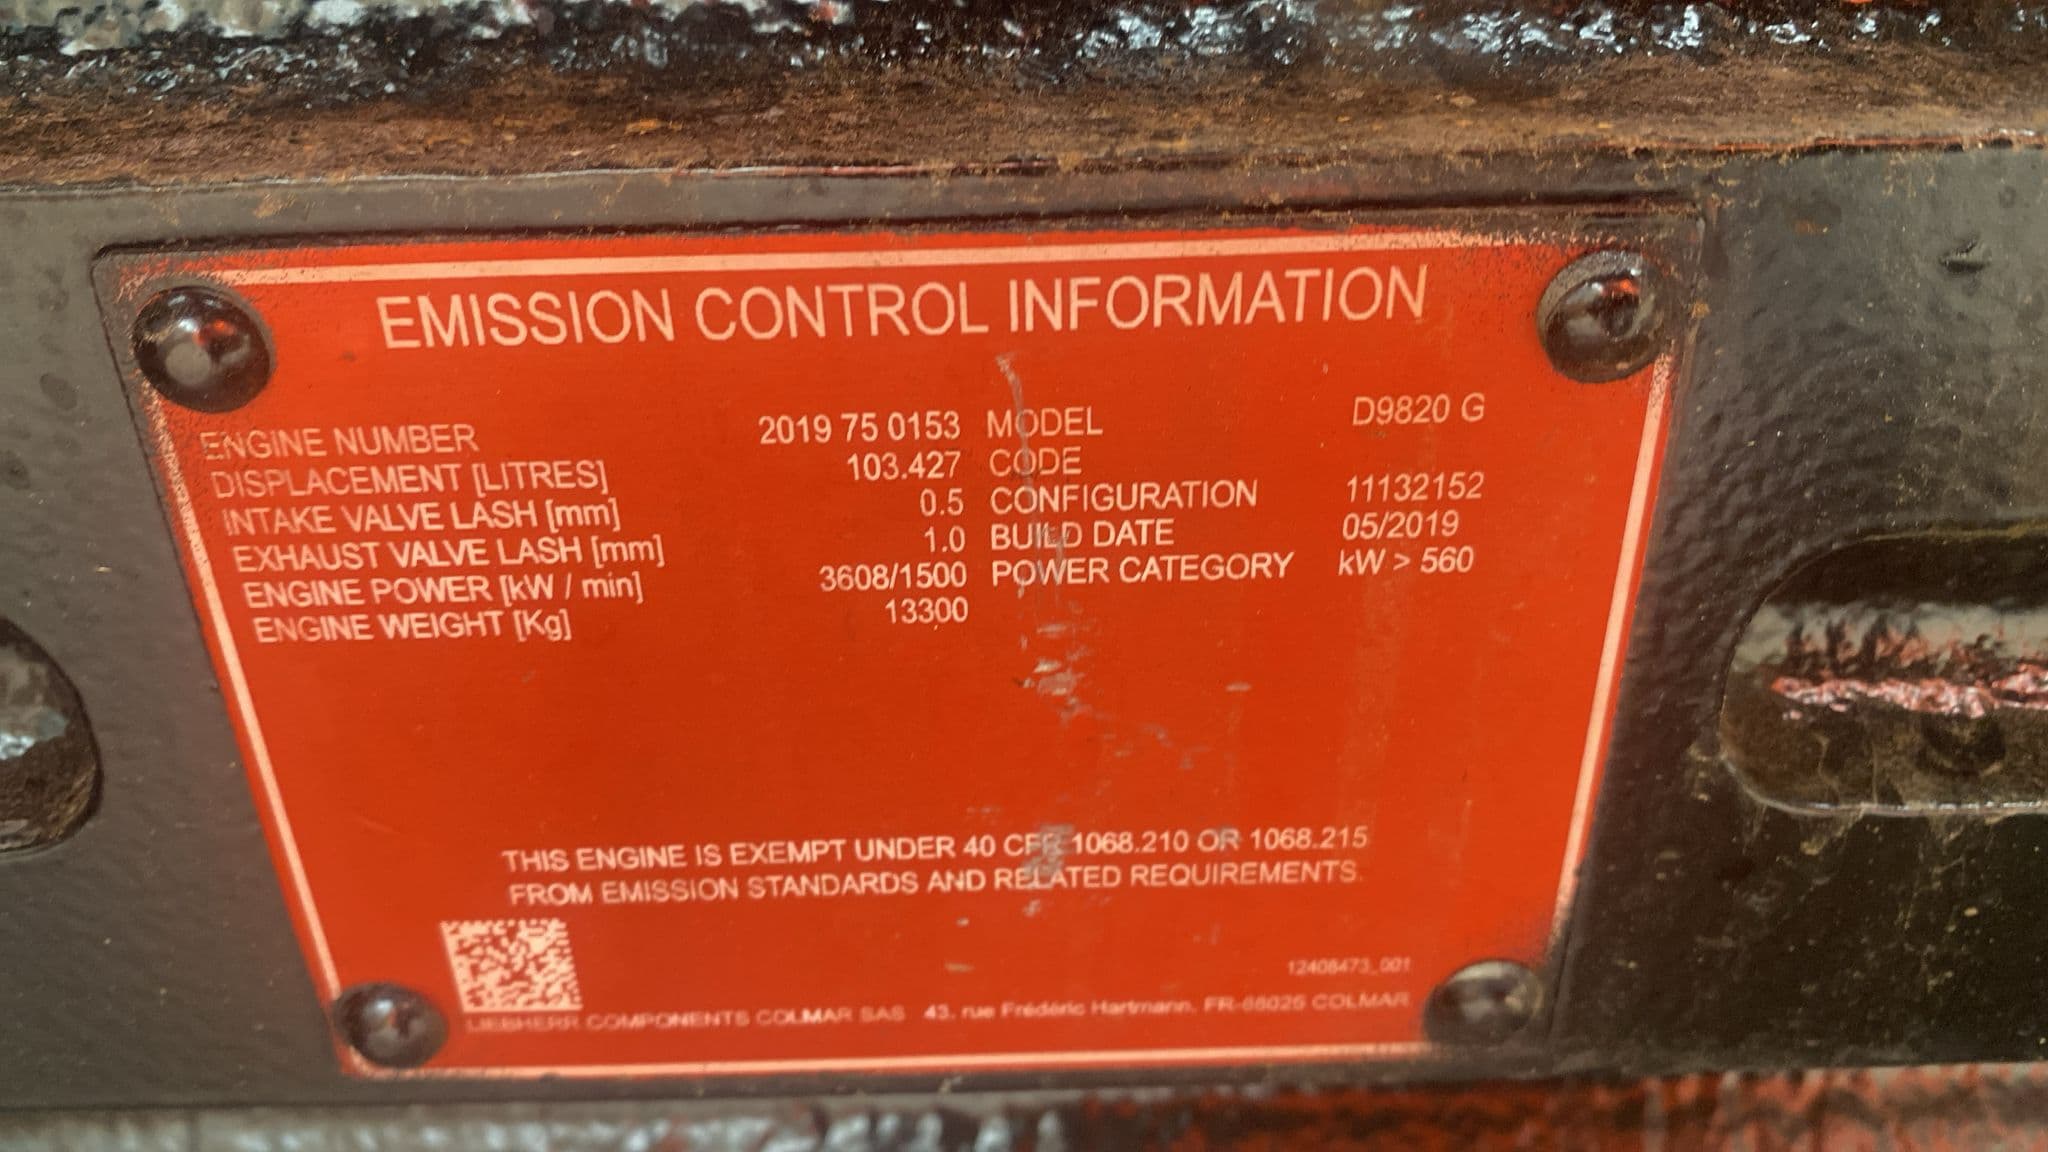 EMISSION CONTROL INFORMATION
ENGINE NUMBER 2019 75 0153 MODEL D9820 G
DISPLACEMENT [LITRES] 103.427 CODE
INTAKE VALVE LASH [mm] 0.5 CONFIGURATION 11132152
EXHAUST VALVE LASH [mm] 1.0 BUILD DATE 05/2019
ENGINE POWER [kW / min] 3608/1500 POWER CATEGORY kW > 560
ENGINE WEIGHT [Kg] 13300
THIS ENGINE IS EXEMPT UNDER 40 CFR 1068.210 OR 1068.215
FROM EMISSION STANDARDS AND RELATED REQUIREMENTS.
12408473_001
LIEBHERR COMPONENTS COLMAR SAS 43, rue Frédéric Hartmann, FR-68025 COLMAR